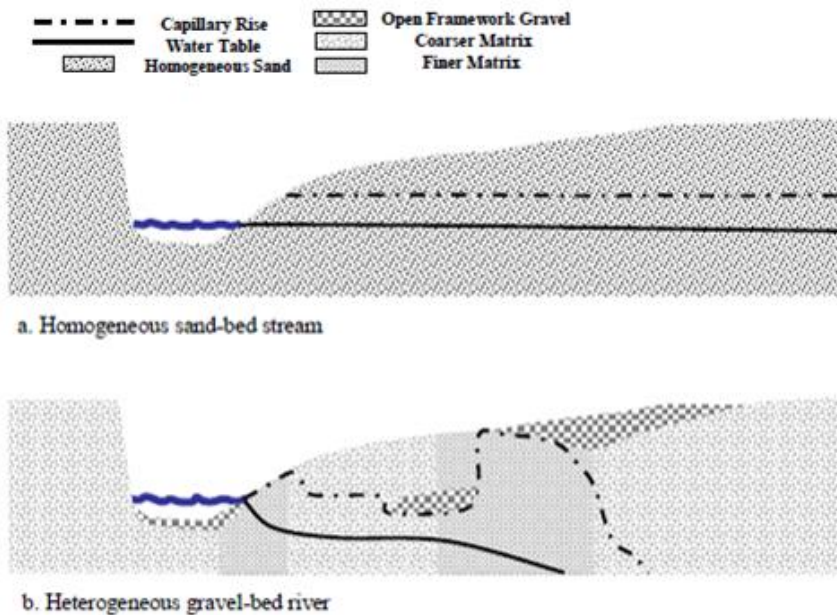 Capillary Rise
Water Table
Homogeneous Sand
Open Framework Gravel
Coarser Matrix
Finer Matrix
a. Homogeneous sand-bed stream
b. Heterogeneous gravel-bed river